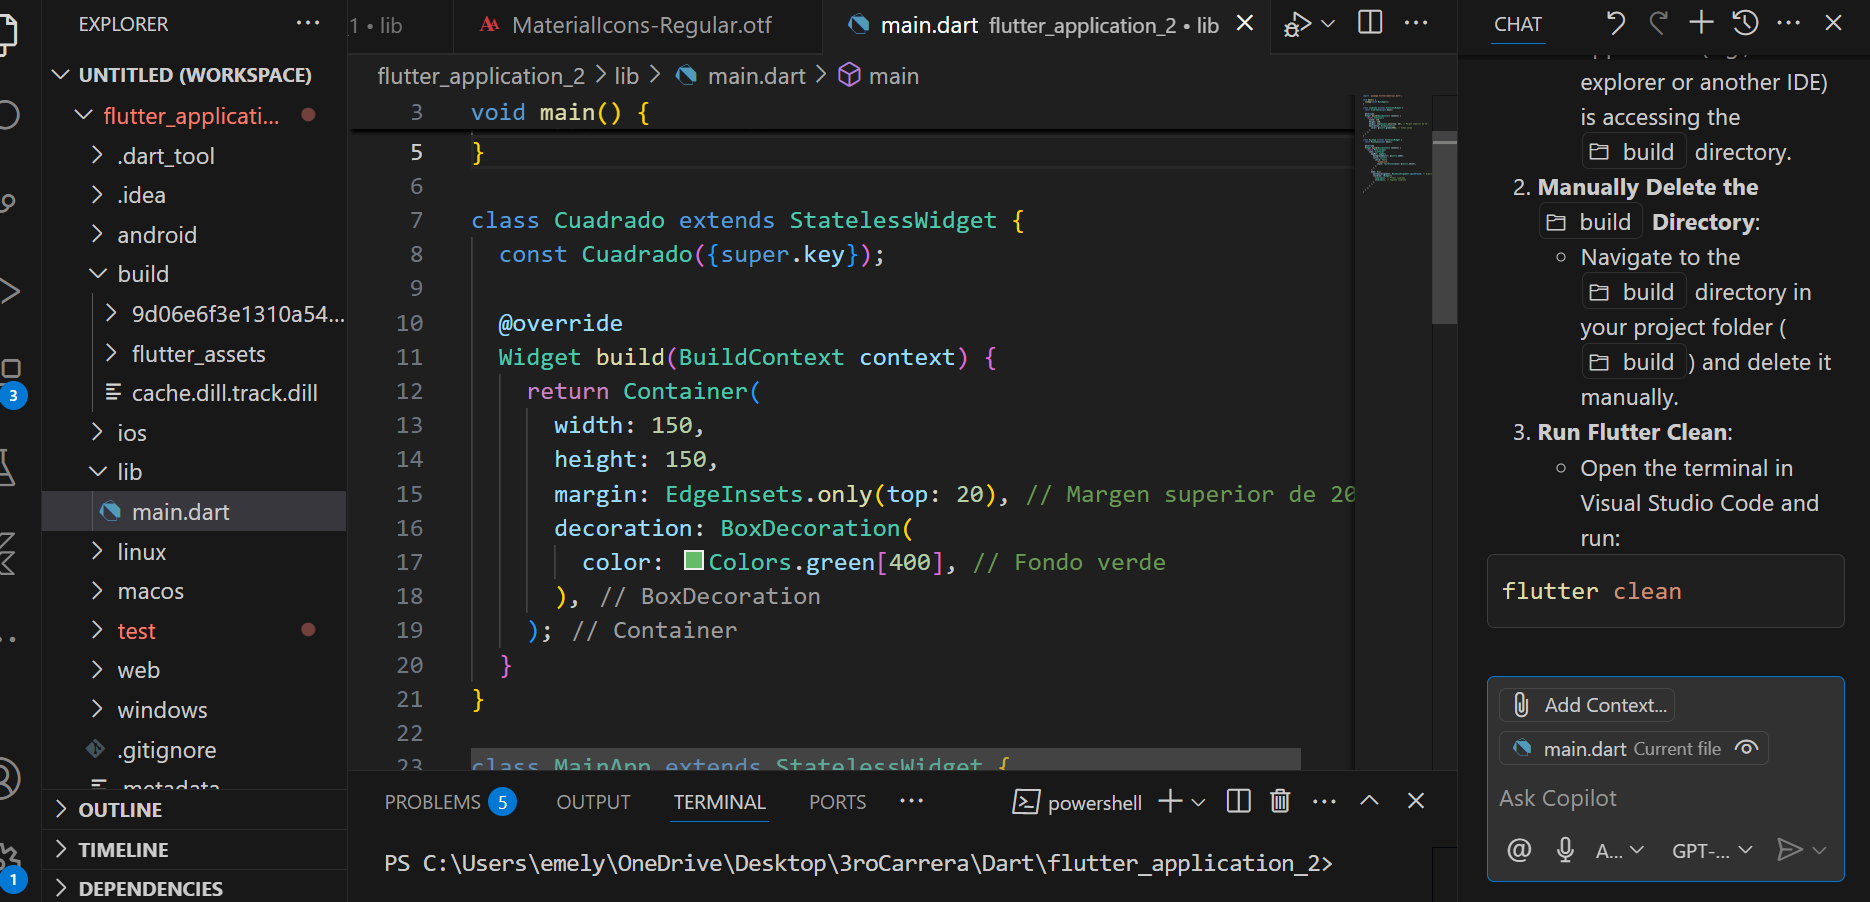 EXPLORER
UNTITLED (WORKSPACE)
flutter_applicati...
.dart_tool
.idea
android
build
9d06e6f3e1310a54...
flutter_assets
cache.dill.track.dill
ios
lib
main.dart
linux
macos
test
web
windows
.gitignore
.metadata
OUTLINE
TIMELINE
DEPENDENCIES
3
1
1 • lib
MaterialIcons-Regular.otf
main.dart flutter_application_2 • lib
flutter_application_2 > lib > main.dart > main
3 void main() {
5 }
6
7 class Cuadrado extends StatelessWidget {
8 const Cuadrado({super.key});
9
10 @override
11 Widget build(BuildContext context) {
12 return Container(
13 width: 150,
14 height: 150,
15 margin: EdgeInsets.only(top: 20), // Margen superior de 20
16 decoration: BoxDecoration(
17 color: Colors.green[400], // Fondo verde
18 ), // BoxDecoration
19 ); // Container
20 }
21 }
22
23 class MainApp extends StatelessWidget {
PROBLEMS 5 OUTPUT TERMINAL PORTS ... powershell
PS C:\Users\emely\OneDrive\Desktop\3roCarrera\Dart\flutter_application_2>
CHAT
explorer or another IDE)
is accessing the
build directory.
2. Manually Delete the
build Directory:
Navigate to the
build directory in
your project folder (
build ) and delete it
manually.
3. Run Flutter Clean:
Open the terminal in
Visual Studio Code and
run:
flutter clean
Add Context...
main.dart Current file
Ask Copilot
@ A... GPT-...